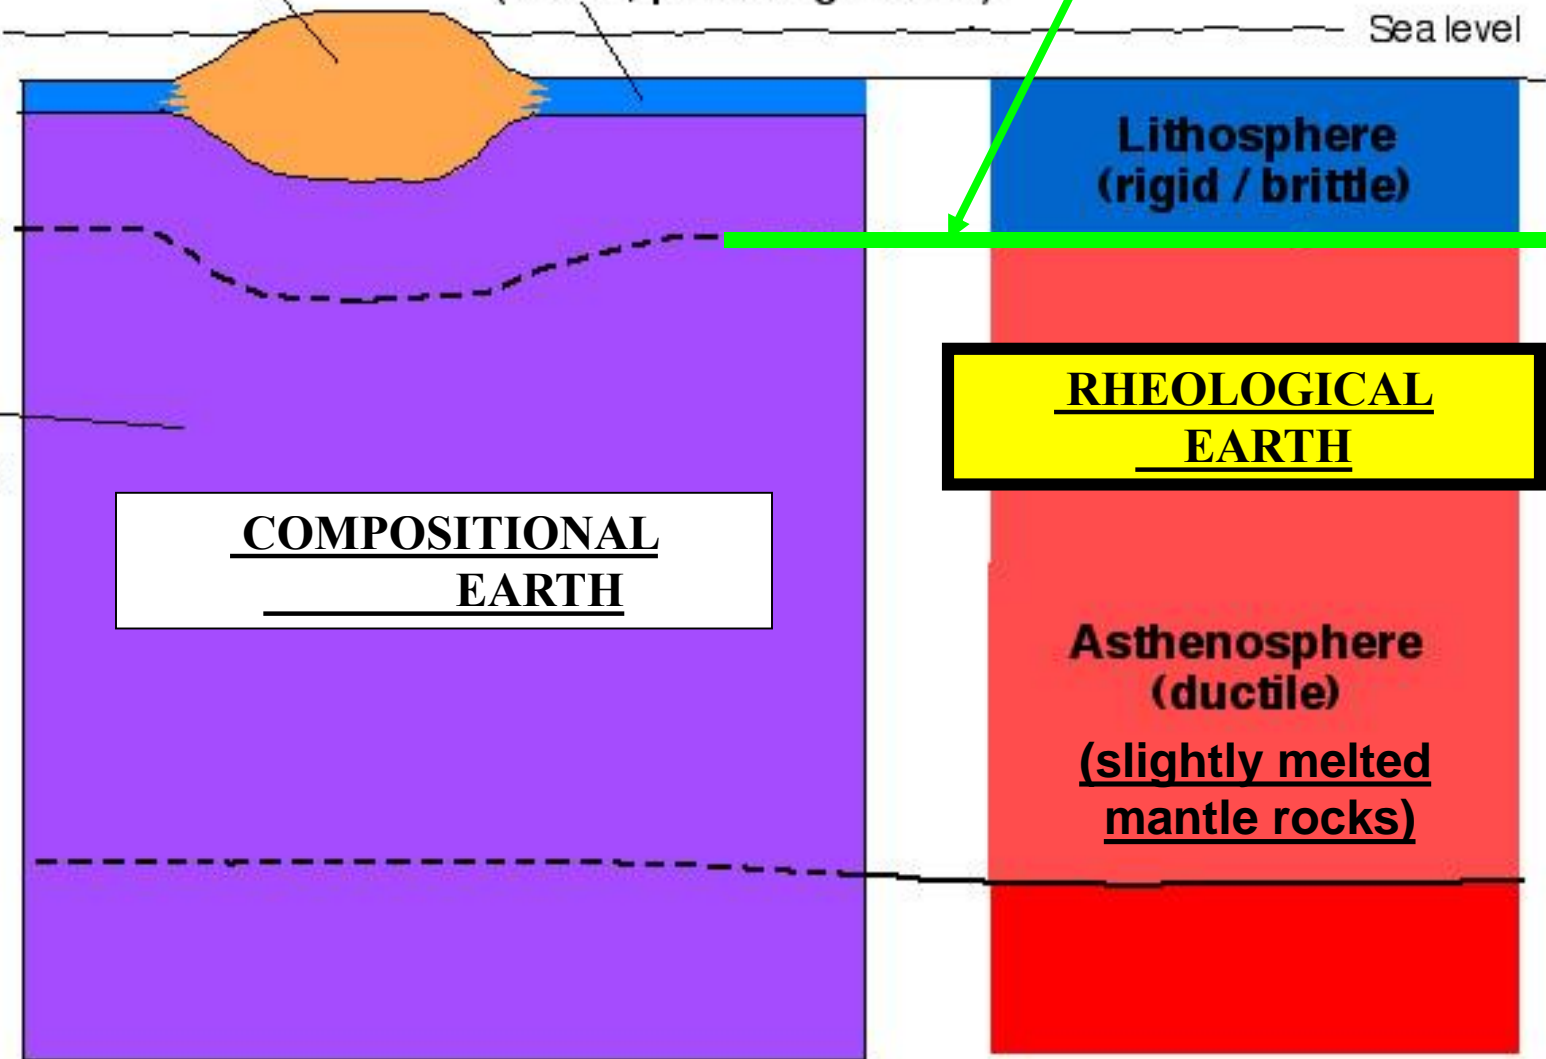 Sea level
Lithosphere
(rigid / brittle)
RHEOLOGICAL
EARTH
COMPOSITIONAL
EARTH
Asthenosphere
(ductile)
(slightly melted
mantle rocks)